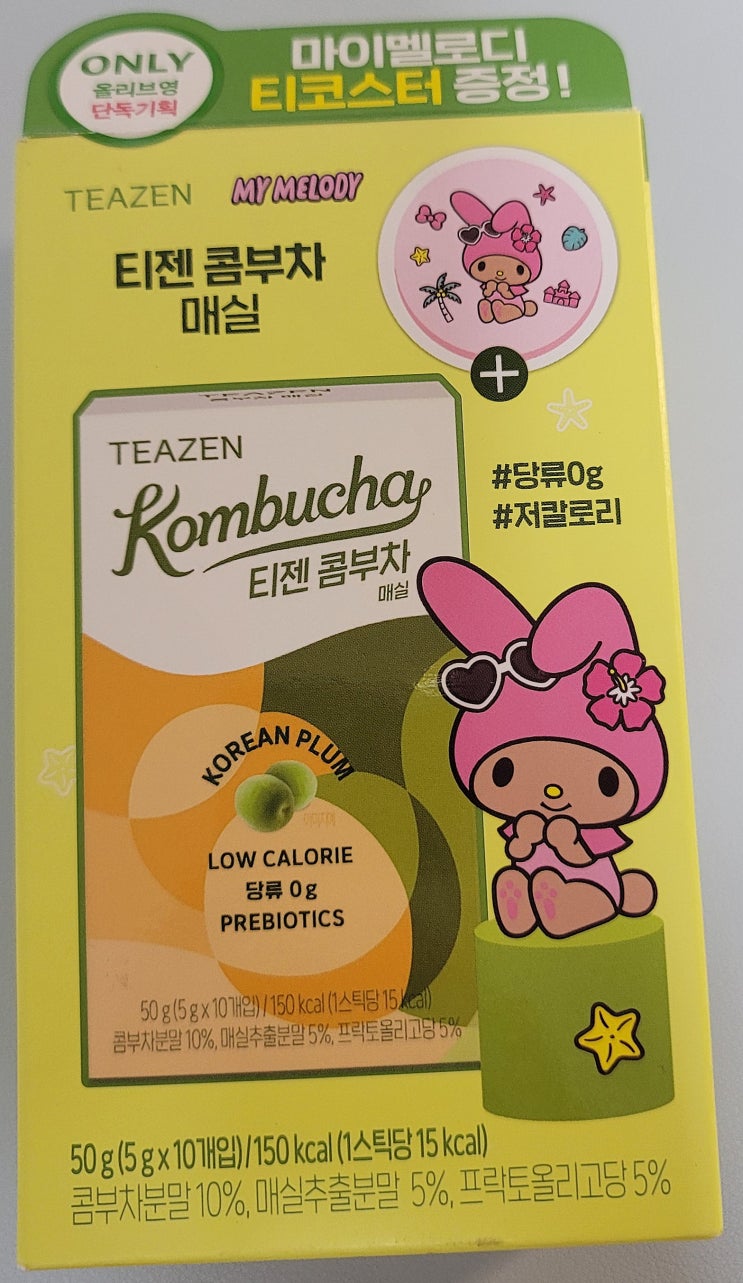 ONLY
올리브영
단독기획
마이멜로디
티코스터 증정!
TEAZEN
MY MELODY
티젠 콤부차
매실
+
TEAZEN
Kombucha
티젠 콤부차
매실
#당류0g
#저칼로리
KOREAN PLUM
LOW CALORIE
당류 0g
PREBIOTICS
50 g (5 g x 10개입) / 150 kcal (1스틱당 15 kcal)
콤부차분말 10%, 매실추출분말 5%, 프락토올리고당 5%
50 g (5 g x 10개입) / 150 kcal (1스틱당 15 kcal)
콤부차분말 10%, 매실추출분말 5%, 프락토올리고당 5%